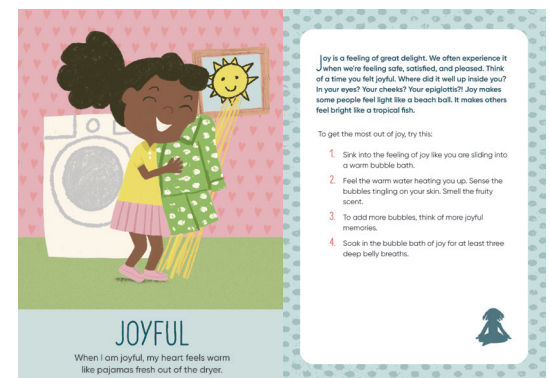 JOYFUL
When I am joyful, my heart feels warm
like pajamas fresh out of the dryer.
Joy is a feeling of great delight. We often experience it
when we're feeling safe, satisfied, and pleased. Think
of a time you felt joyful. Where did it well up inside you?
In your eyes? Your cheeks? Your epiglottis?! Joy makes
some people feel light like a beach ball. It makes others
feel bright like a tropical fish.
To get the most out of joy, try this:
1. Sink into the feeling of joy like you are sliding into
a warm bubble bath.
2. Feel the warm water heating you up. Sense the
bubbles tingling on your skin. Smell the fruity
scent.
3. To add more bubbles, think of more joyful
memories.
4. Soak in the bubble bath of joy for at least three
deep belly breaths.